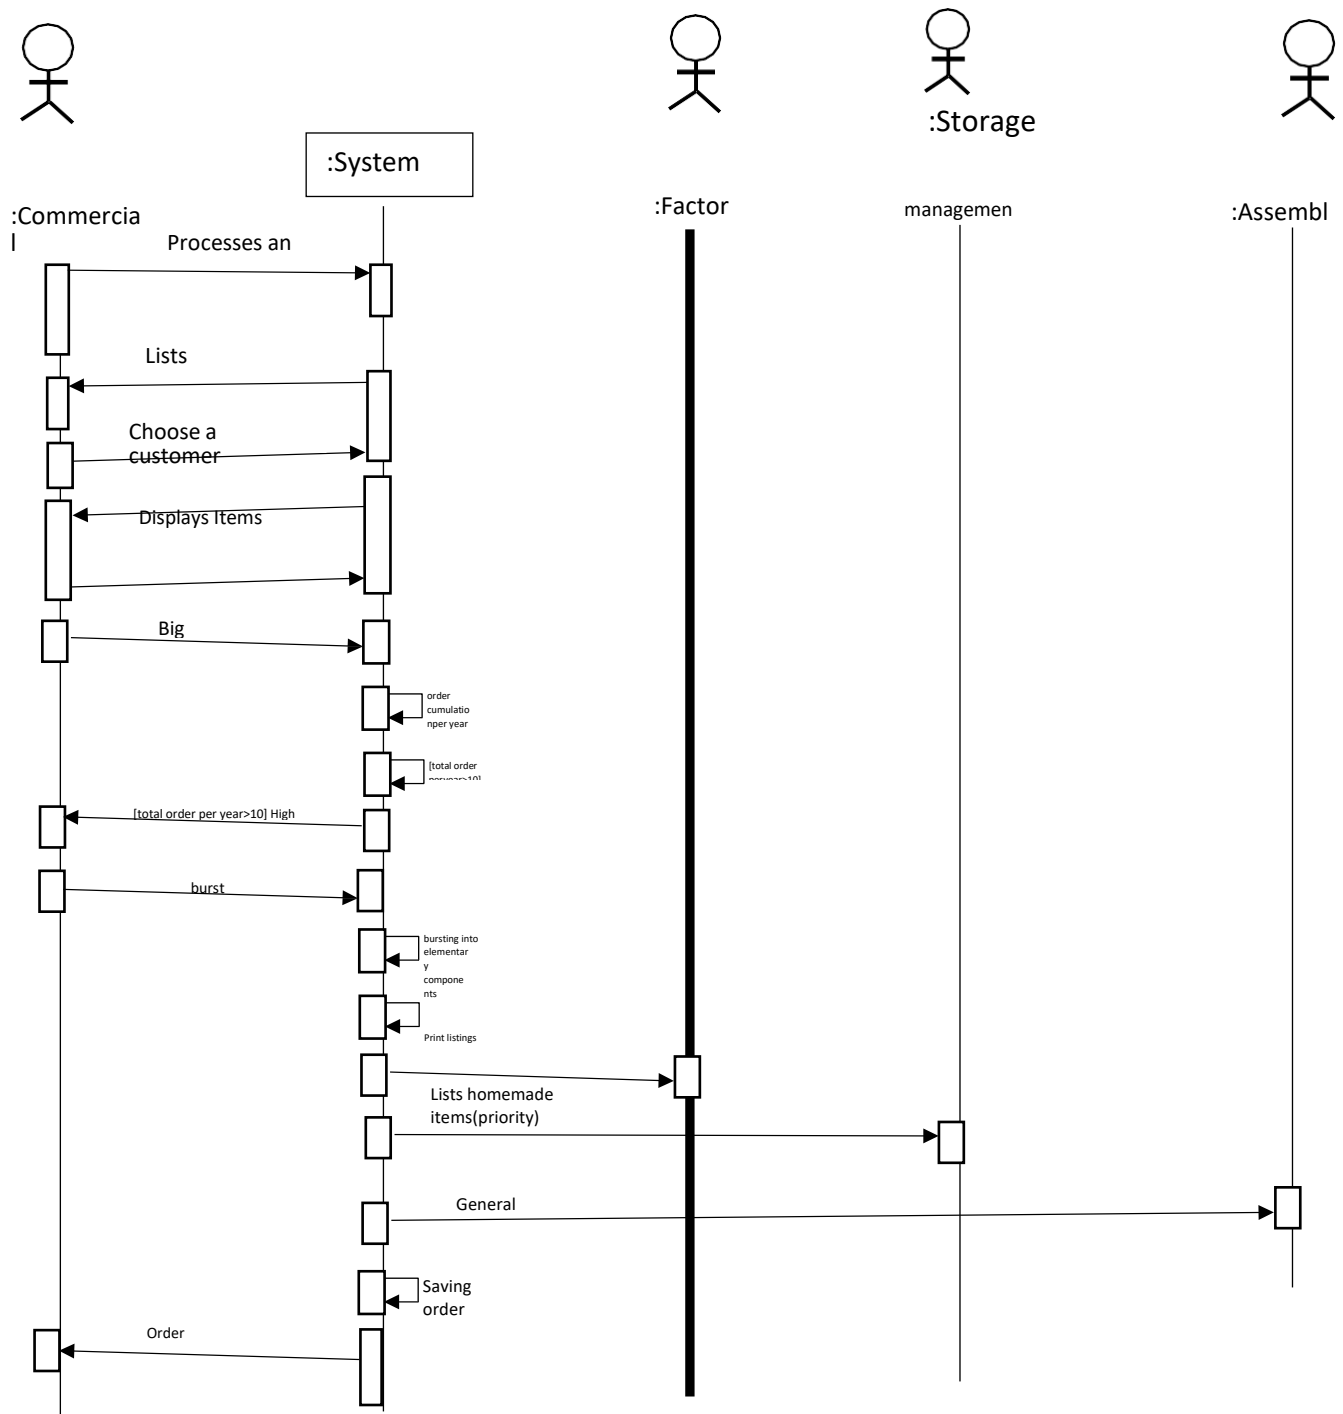 :Storage
:System
:Commercia
l
:Factor
managemen
:Assembl
Processes an
Lists
Choose a
customer
Displays Items
Big
order
cumulatio
nper year
[total order
peryear>10]
[total order per year>10] High
burst
bursting into
elementar
y
compone
nts
Print listings
Lists homemade
items(priority)
General
Saving
order
Order